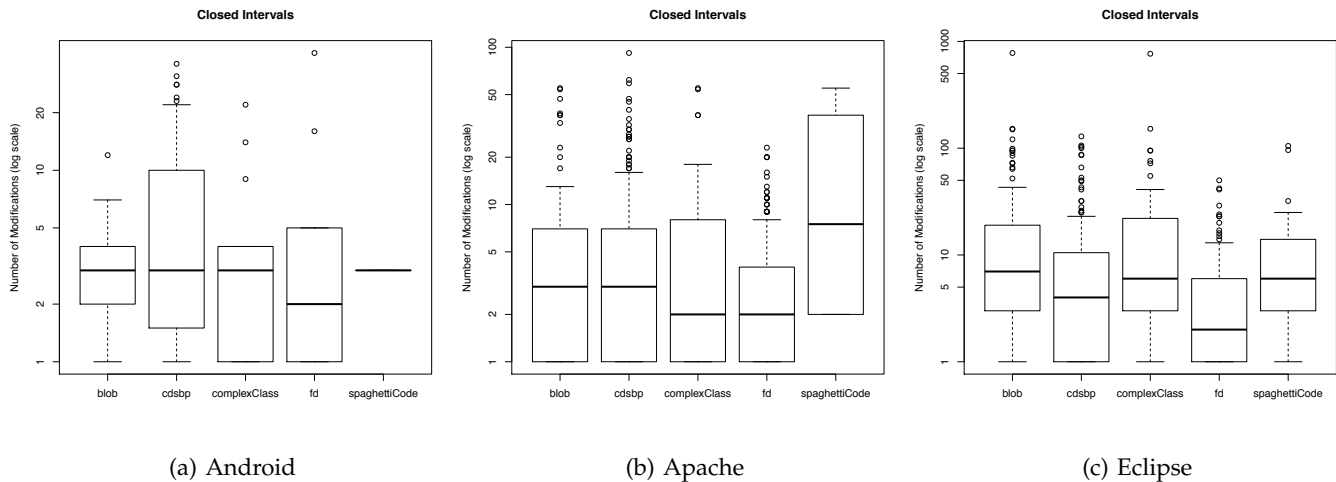 Closed Intervals
Number of Modifications (log scale)
20
10
5
2
1
blob cdsbp complexClass fd spaghettiCode
(a) Android
Closed Intervals
Number of Modifications (log scale)
100
50
20
10
5
2
1
blob cdsbp complexClass fd spaghettiCode
(b) Apache
Closed Intervals
Number of Modifications (log scale)
1000
500
100
50
10
5
1
blob cdsbp complexClass fd spaghettiCode
(c) Eclipse